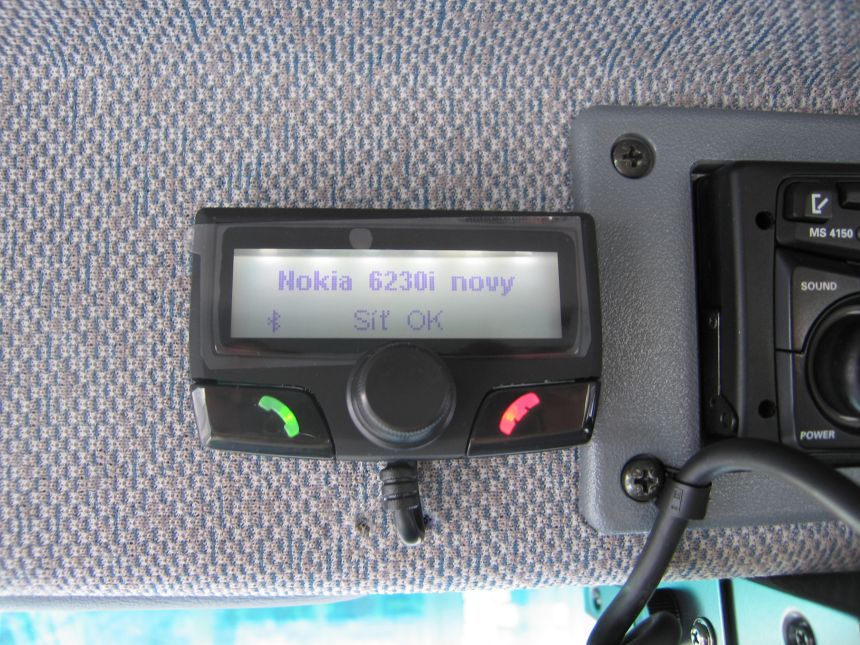 Nokia 6230i novy
Síť OK
MS 4150
SOUND
POWER